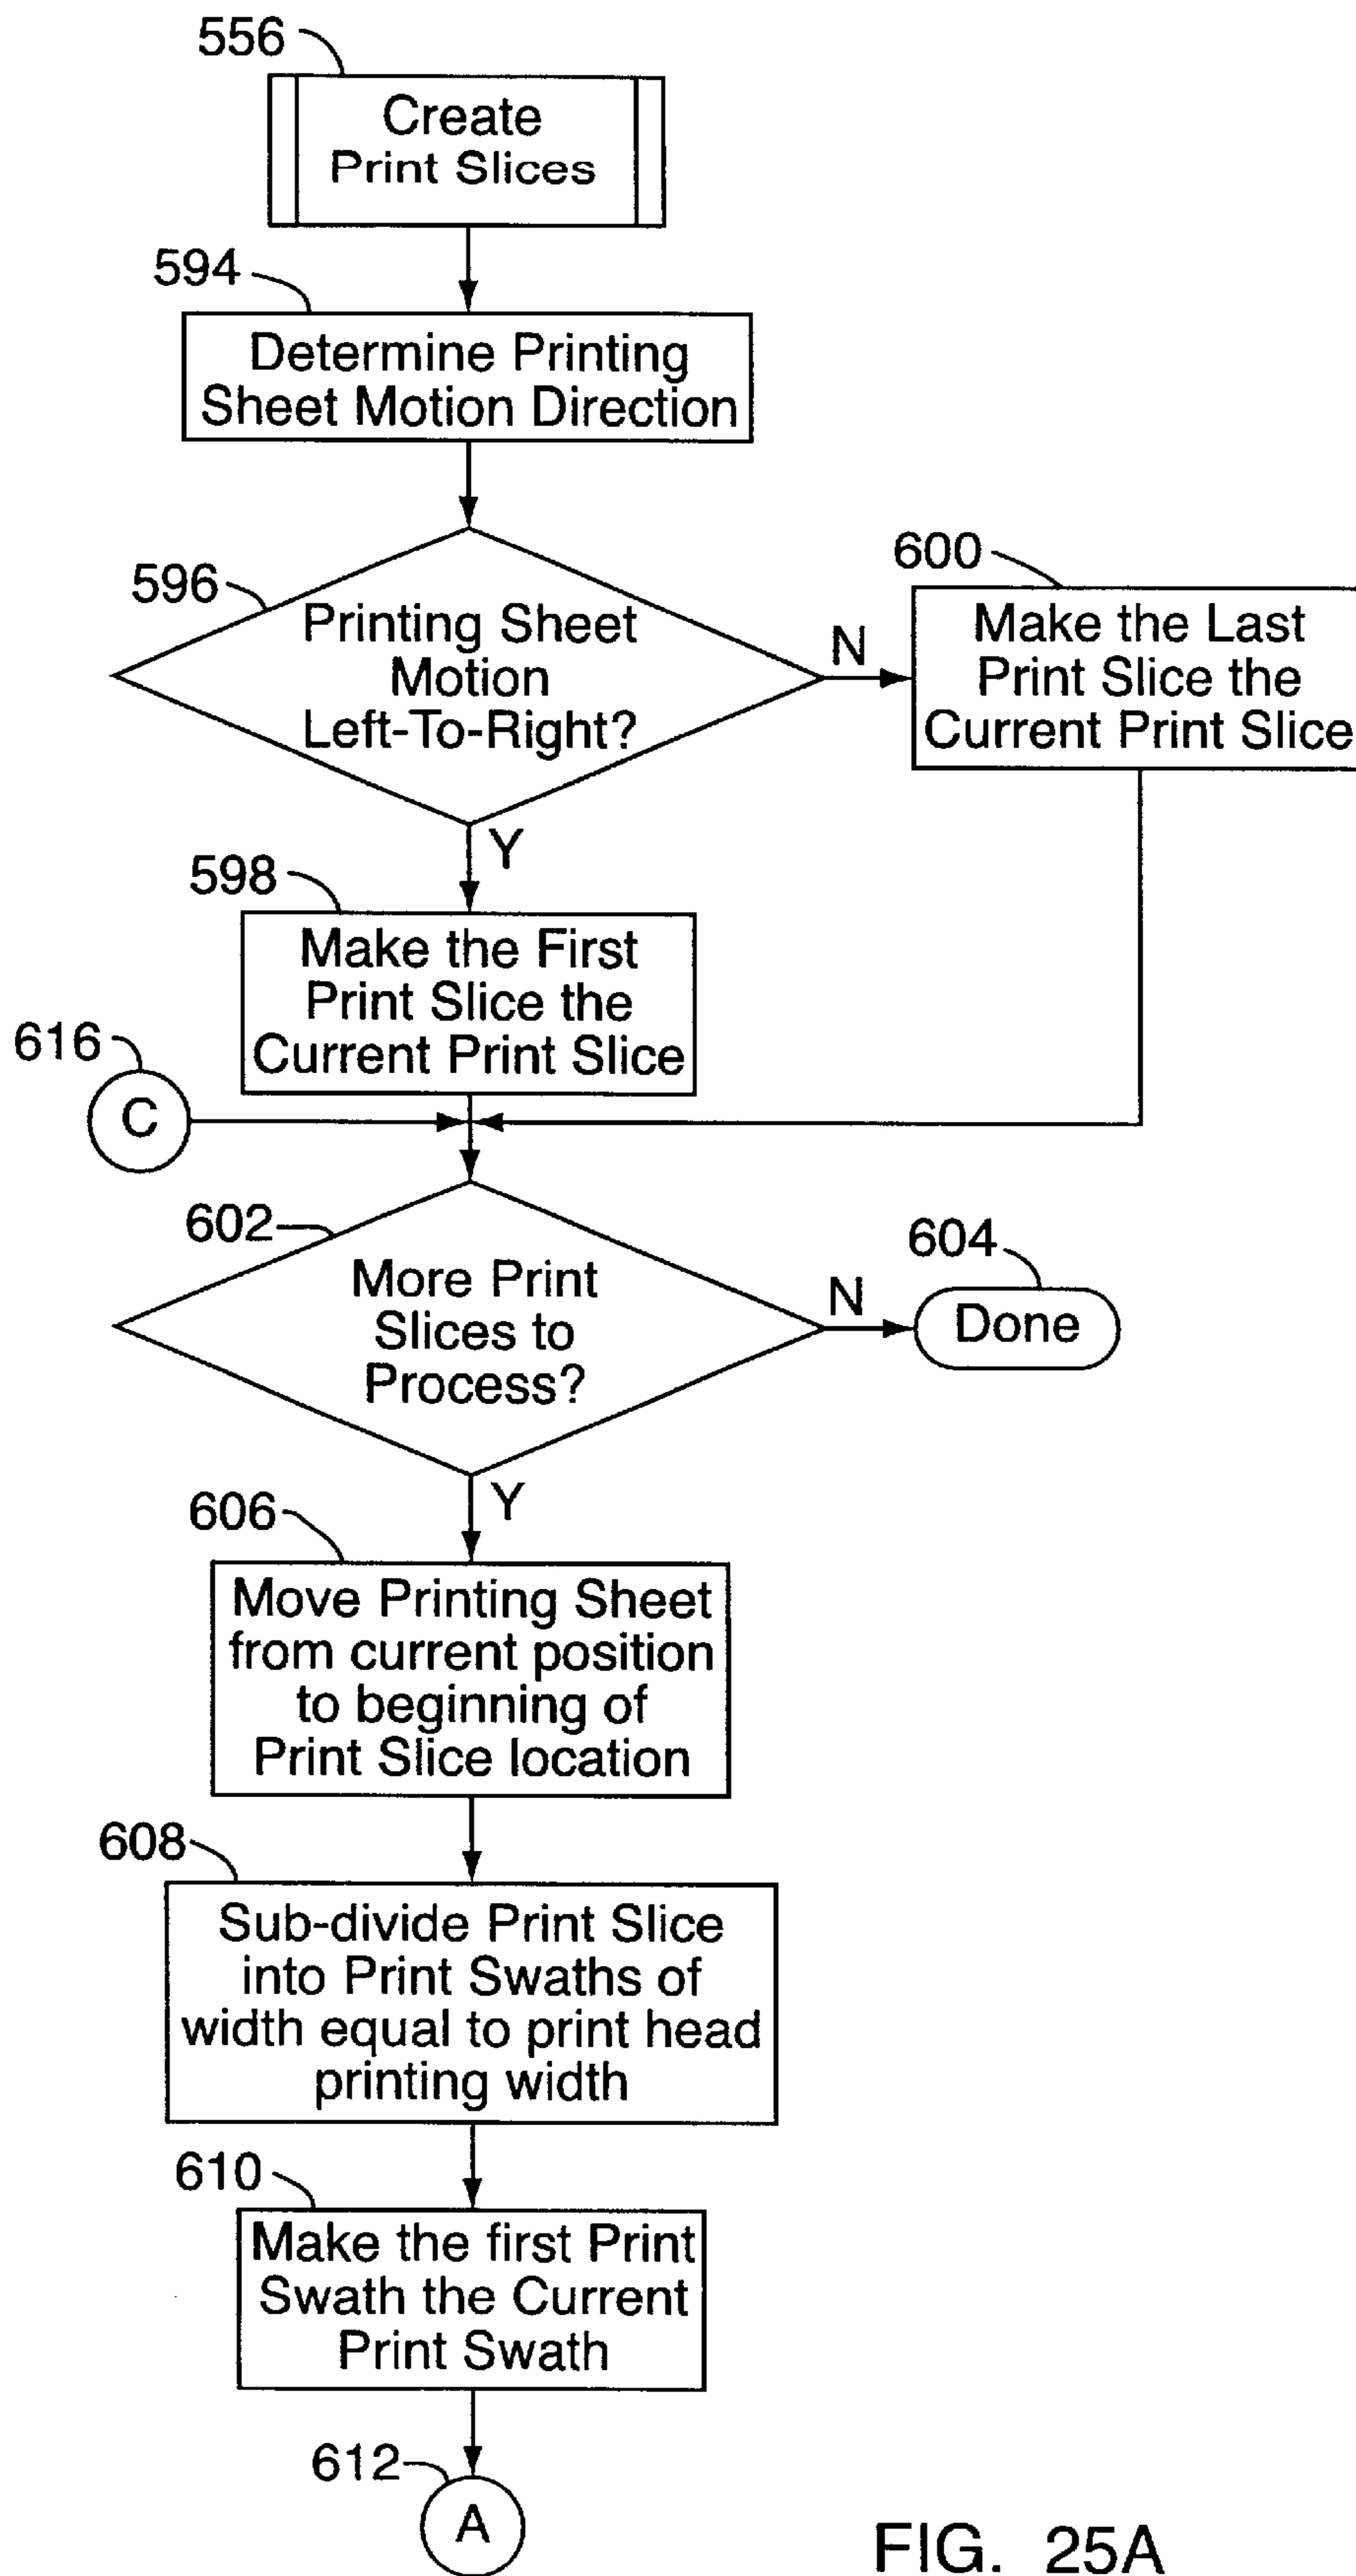 556
Create
Print Slices
594
Determine Printing
Sheet Motion Direction
596
Printing Sheet
Motion
Left-To-Right?
N
600
Make the Last
Print Slice the
Current Print Slice
Y
598
Make the First
Print Slice the
Current Print Slice
616
C
602
More Print
Slices to
Process?
N
604
Done
Y
606
Move Printing Sheet
from current position
to beginning of
Print Slice location
608
Sub-divide Print Slice
into Print Swaths of
width equal to print head
printing width
610
Make the first Print
Swath the Current
Print Swath
612
A
FIG. 25A